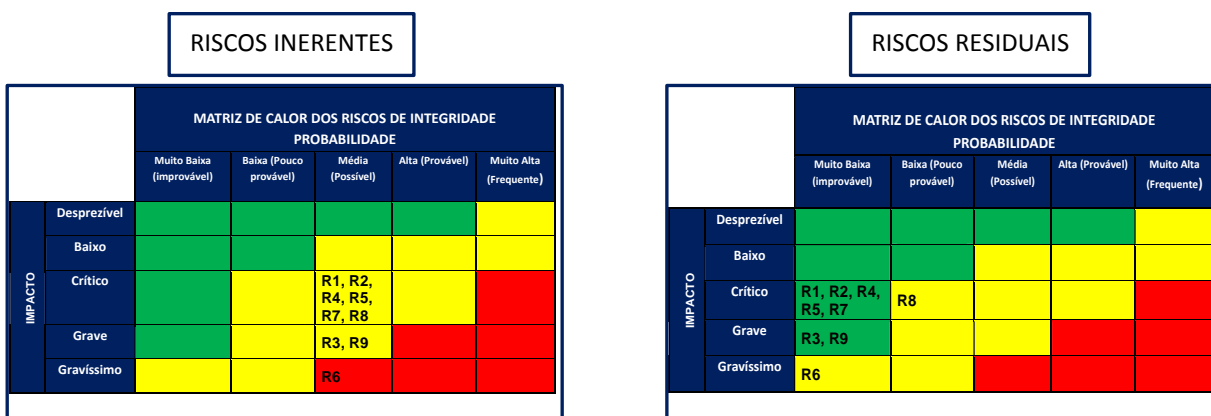 RISCOS INERENTES
MATRIZ DE CALOR DOS RISCOS DE INTEGRIDADE
PROBABILIDADE
Muito Baixa
(improvável)
Baixa (Pouco
provável)
Média
(Possível)
Alta (Provável)
Muito Alta
(Frequente)
IMPACTO
Desprezível
Baixo
Crítico
R1, R2,
R4, R5,
R7, R8
Grave
R3, R9
Gravíssimo
R6
RISCOS RESIDUAIS
MATRIZ DE CALOR DOS RISCOS DE INTEGRIDADE
PROBABILIDADE
Muito Baixa
(improvável)
Baixa (Pouco
provável)
Média
(Possível)
Alta (Provável)
Muito Alta
(Frequente)
IMPACTO
Desprezível
Baixo
Crítico
R1, R2, R4,
R5, R7
R8
Grave
R3, R9
Gravíssimo
R6